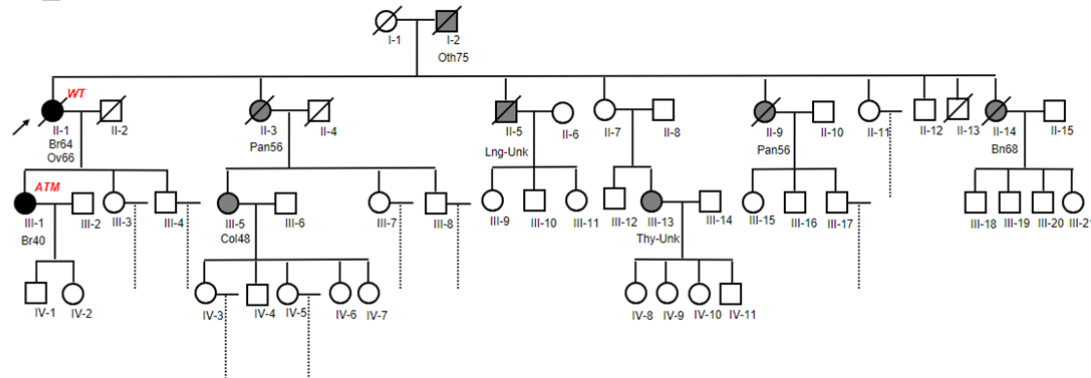 I-1 I-2
Oth75
WT
II-1 II-2 II-3 II-4 II-5 II-6 II-7 II-8 II-9 II-10 II-11 II-12 II-13 II-14 II-15
Br64 Pan56 Lng-Unk Pan56 Bn68
Ov66
ATM
III-1 III-2 III-3 III-4 III-5 III-6 III-7 III-8 III-9 III-10 III-11 III-12 III-13 III-14 III-15 III-16 III-17 III-18 III-19 III-20 III-21
Br40 Col48 Thy-Unk
IV-1 IV-2 IV-3 IV-4 IV-5 IV-6 IV-7 IV-8 IV-9 IV-10 IV-11